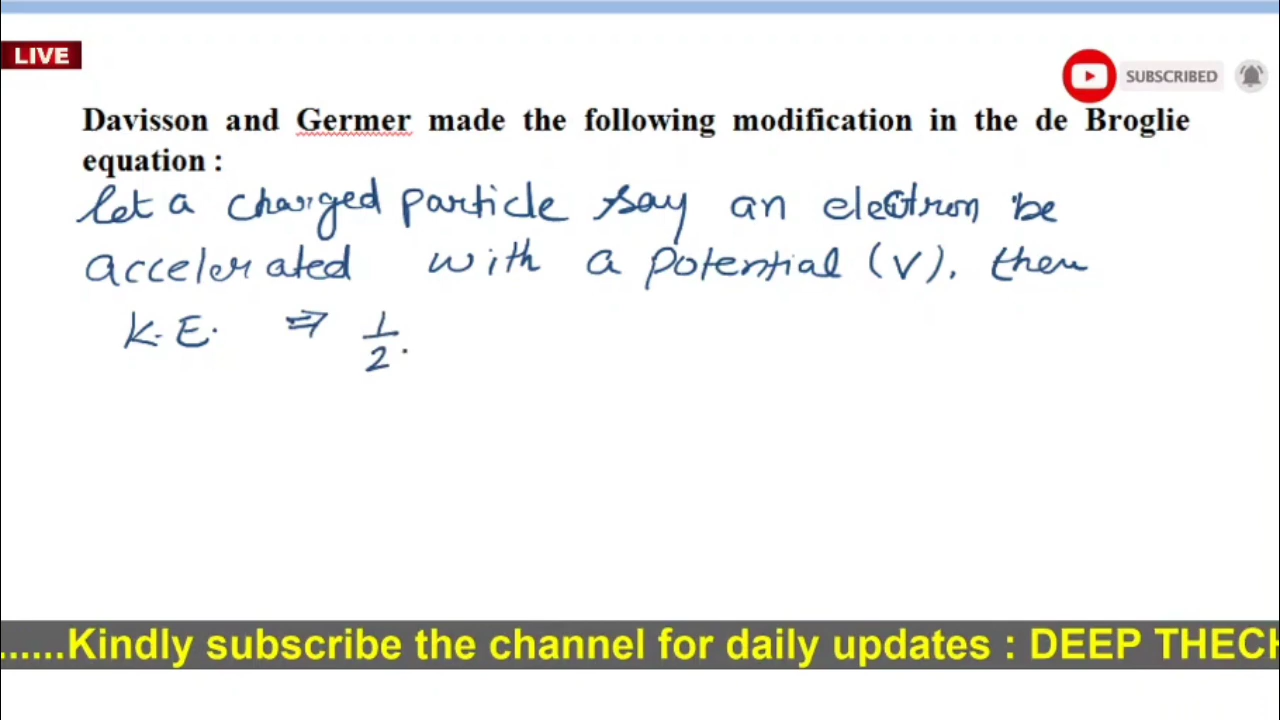 LIVE
SUBSCRIBED
Davisson and Germer made the following modification in the de Broglie
equation :
let a charged particle say an electron be
accelerated with a potential (V). then
K.E. ⇒ 1/2.
......Kindly subscribe the channel for daily updates : DEEP THECH